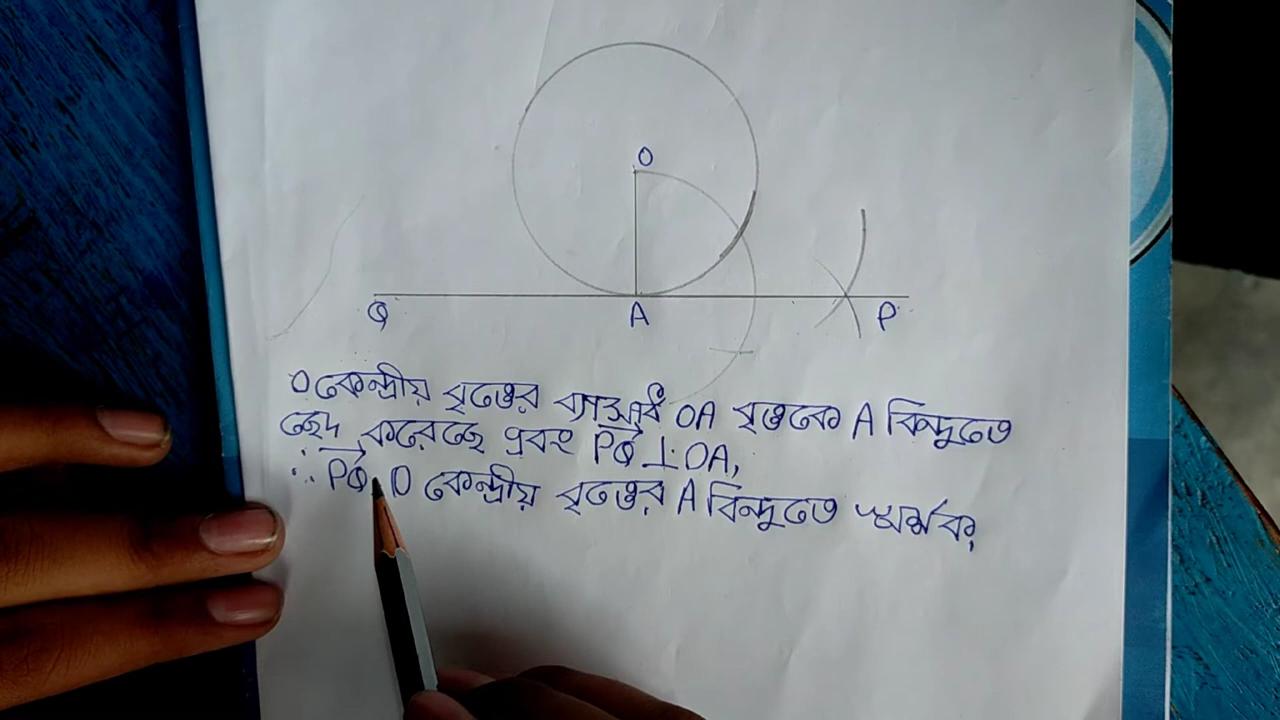 O
Q
A
P
O কেন্দ্রীয় বৃত্তের ব্যাসার্ধ OA বৃত্তকে A বিন্দুতে
ছেদ করেছে এবং PQ ⊥ OA,
∴ PQ, O কেন্দ্রীয় বৃত্তের A বিন্দুতে স্পর্শক,